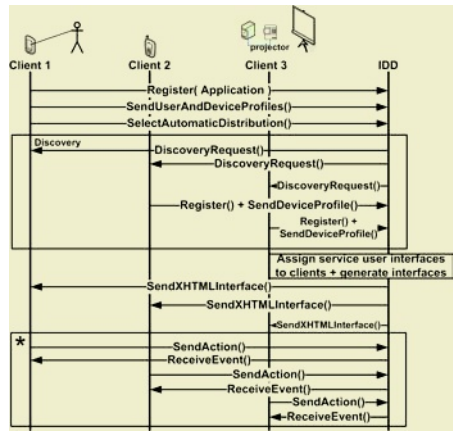 projector
Client 1 Client 2 Client 3 IDD
Register( Application )
SendUserAndDeviceProfiles()
SelectAutomaticDistribution()
Discovery
DiscoveryRequest()
DiscoveryRequest()
DiscoveryRequest()
Register() + SendDeviceProfile()
Register() +
SendDeviceProfile()
Assign service user interfaces
to clients + generate interfaces
SendXHTMLInterface()
SendXHTMLInterface()
SendXHTMLInterface()
*
SendAction()
ReceiveEvent()
SendAction()
ReceiveEvent()
SendAction()
ReceiveEvent()